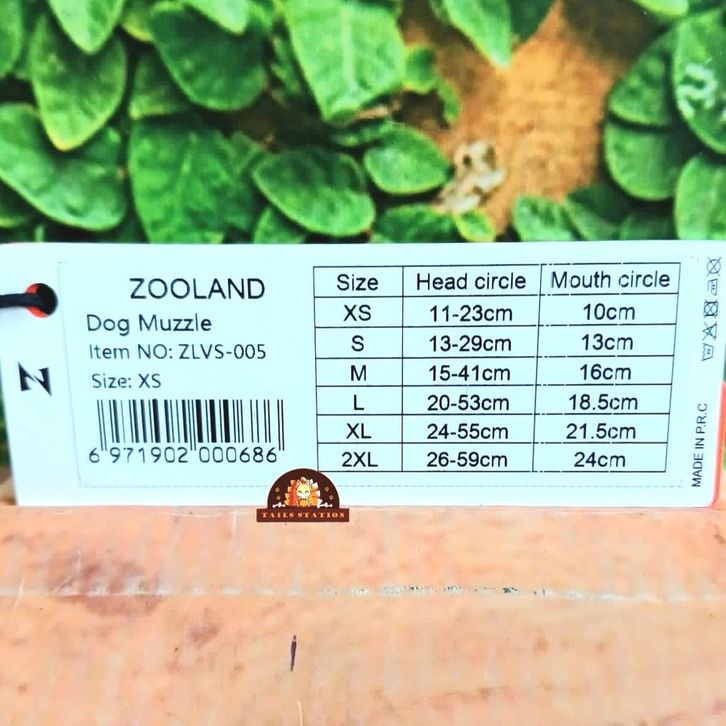 ZOOLAND
Dog Muzzle
Item NO: ZLVS-005
Size: XS
6 971902 000686
Size Head circle Mouth circle
XS 11-23cm 10cm
S 13-29cm 13cm
M 15-41cm 16cm
L 20-53cm 18.5cm
XL 24-55cm 21.5cm
2XL 26-59cm 24cm
MADE IN P.R.C
TAILS STATION